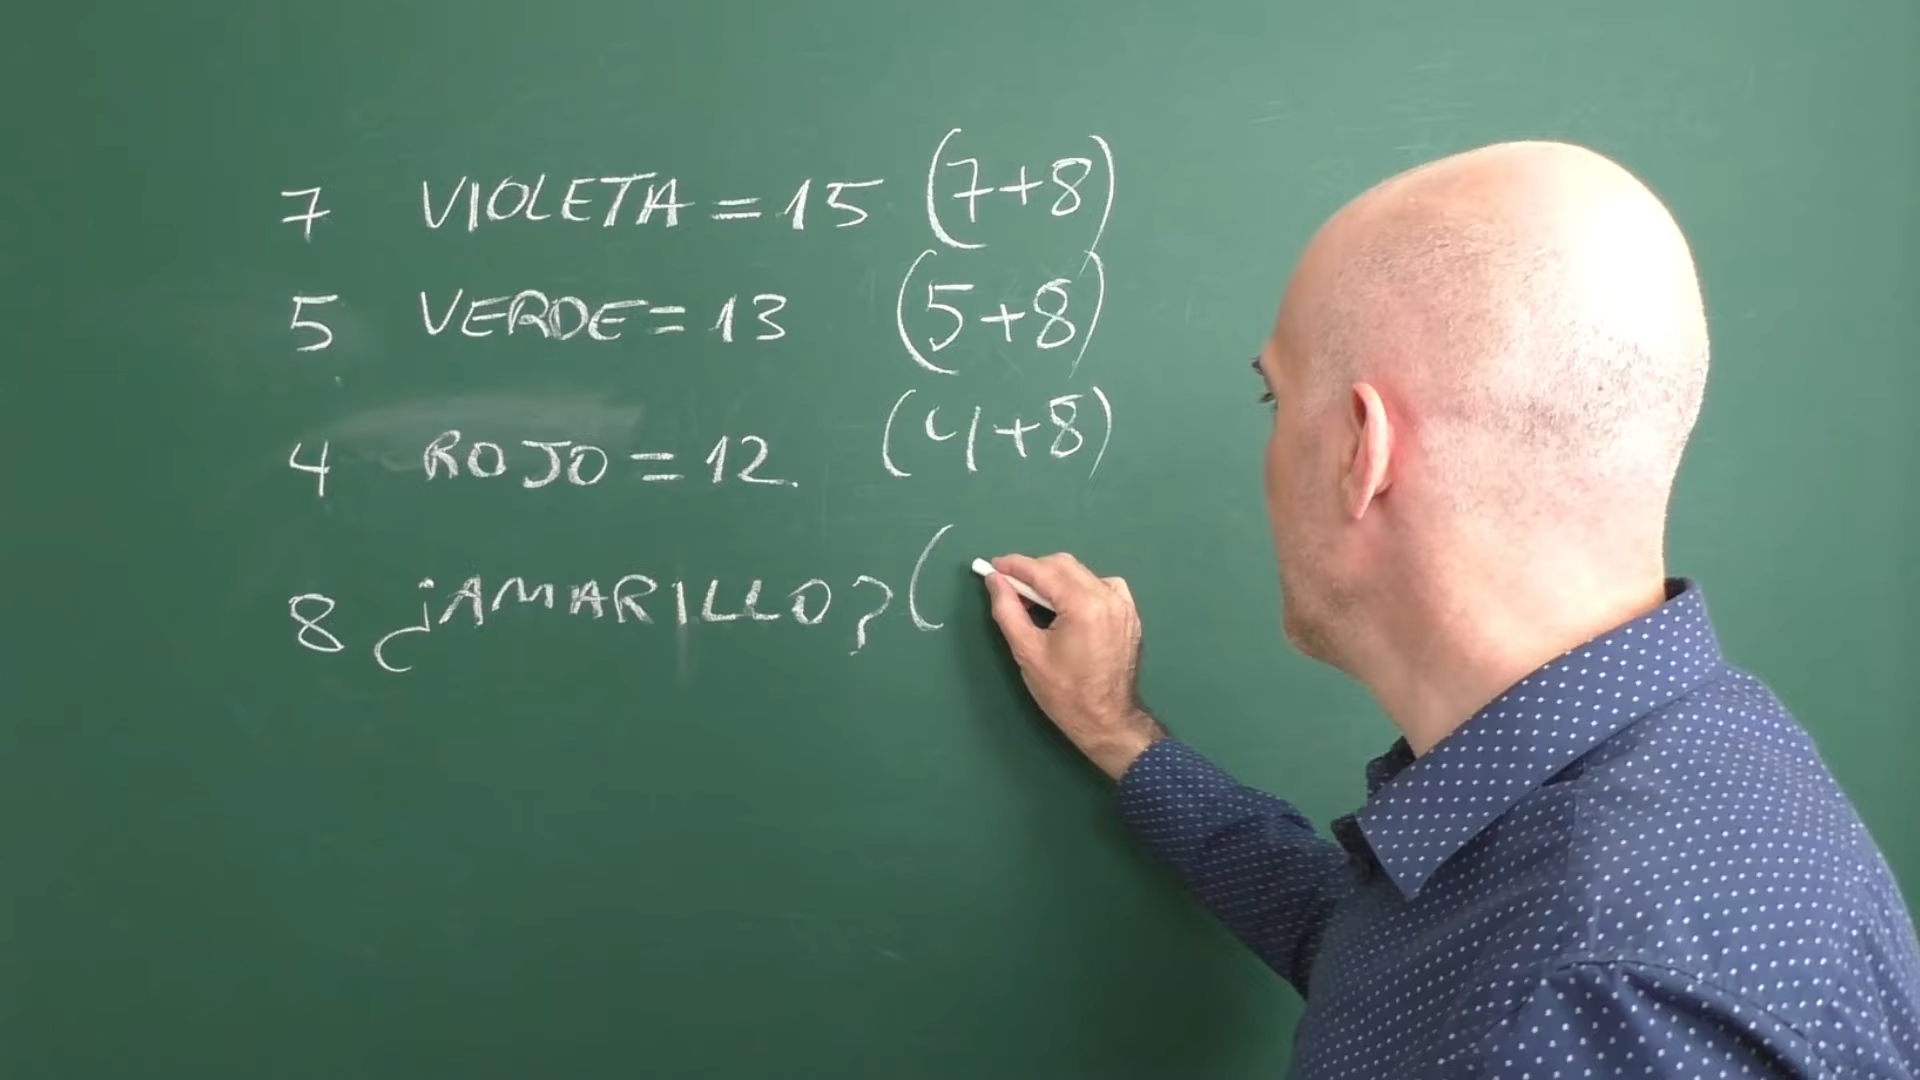 7 VIOLETA = 15 (7+8)
5 VERDE = 13 (5+8)
4 ROJO = 12 (4+8)
8 ¿AMARILLO? (